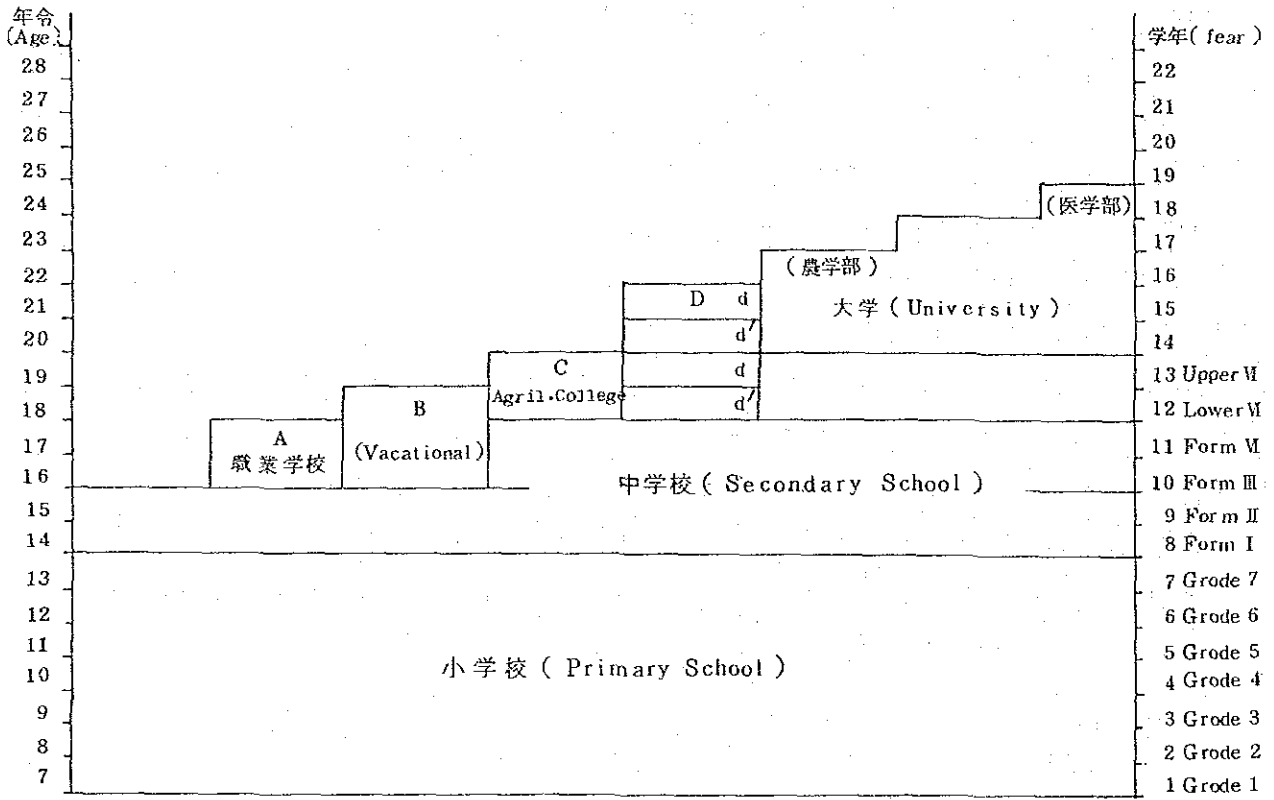 年令
(Age)
28
27
26
25
24
23
22
21
20
19
18
17
16
15
14
13
12
11
10
9
8
7
A
職業学校
B
(Vacational)
C
Agril.College
D d
d′
d
d′
(農学部)
(医学部)
大学(University)
中学校(Secondary School)
小学校(Primary School)
学年(fear)
22
21
20
19
18
17
16
15
14
13 Upper Ⅵ
12 Lower Ⅵ
11 Form Ⅵ
10 Form Ⅲ
9 Form Ⅱ
8 Form Ⅰ
7 Grode 7
6 Grode 6
5 Grode 5
4 Grode 4
3 Grode 3
2 Grode 2
1 Grode 1